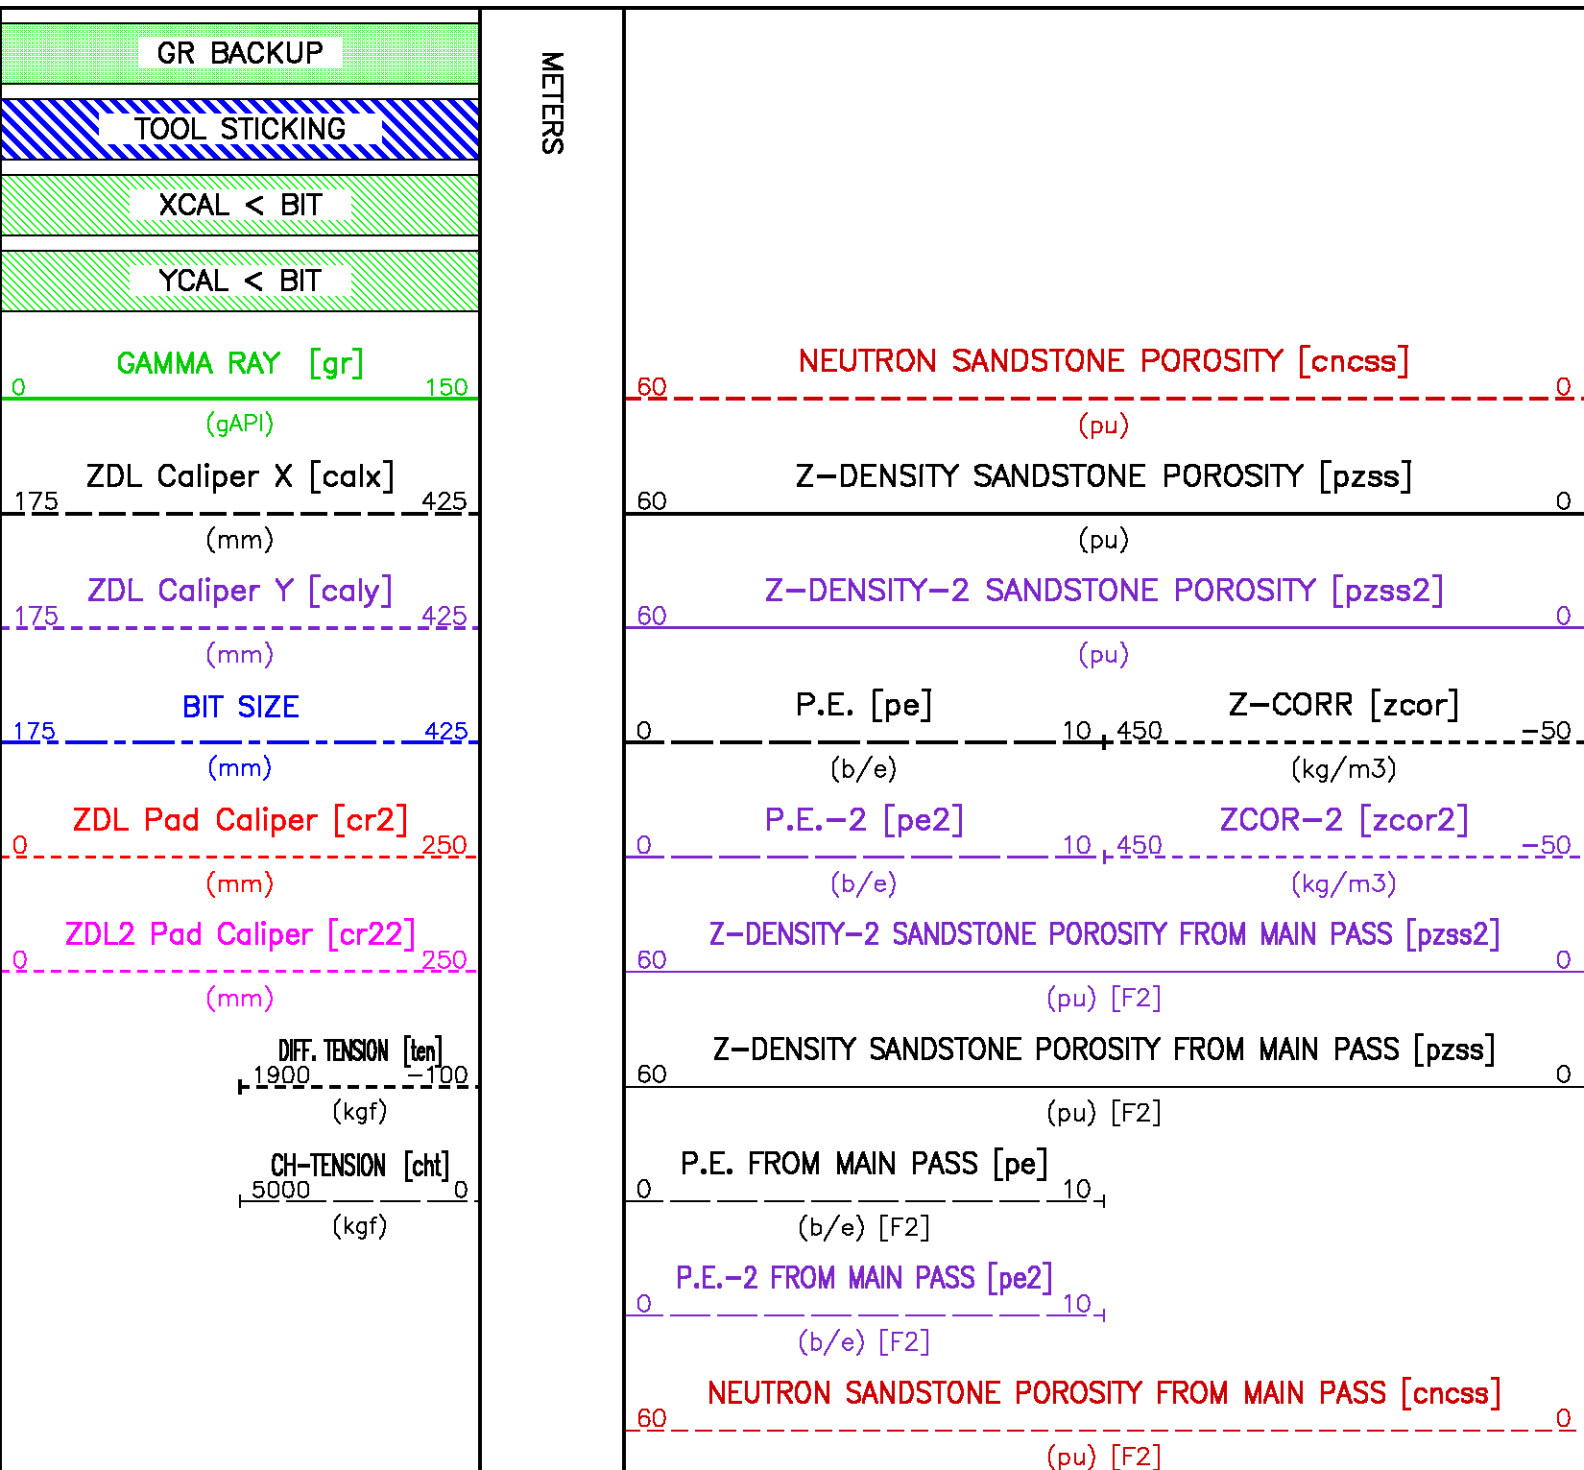 GR BACKUP
TOOL STICKING
XCAL < BIT
YCAL < BIT
GAMMA RAY [gr]
0 150
(gAPI)
ZDL Caliper X [calx]
175 425
(mm)
ZDL Caliper Y [caly]
175 425
(mm)
BIT SIZE
175 425
(mm)
ZDL Pad Caliper [cr2]
0 250
(mm)
ZDL2 Pad Caliper [cr22]
0 250
(mm)
DIFF. TENSION [ten]
1900 -100
(kgf)
CH-TENSION [cht]
5000 0
(kgf)
METERS
NEUTRON SANDSTONE POROSITY [cncss]
60 0
(pu)
Z-DENSITY SANDSTONE POROSITY [pzss]
60 0
(pu)
Z-DENSITY-2 SANDSTONE POROSITY [pzss2]
60 0
(pu)
P.E. [pe] Z-CORR [zcor]
0 10 450 -50
(b/e) (kg/m3)
P.E.-2 [pe2] ZCOR-2 [zcor2]
0 10 450 -50
(b/e) (kg/m3)
Z-DENSITY-2 SANDSTONE POROSITY FROM MAIN PASS [pzss2]
60 0
(pu) [F2]
Z-DENSITY SANDSTONE POROSITY FROM MAIN PASS [pzss]
60 0
(pu) [F2]
P.E. FROM MAIN PASS [pe]
0 10
(b/e) [F2]
P.E.-2 FROM MAIN PASS [pe2]
0 10
(b/e) [F2]
NEUTRON SANDSTONE POROSITY FROM MAIN PASS [cncss]
60 0
(pu) [F2]